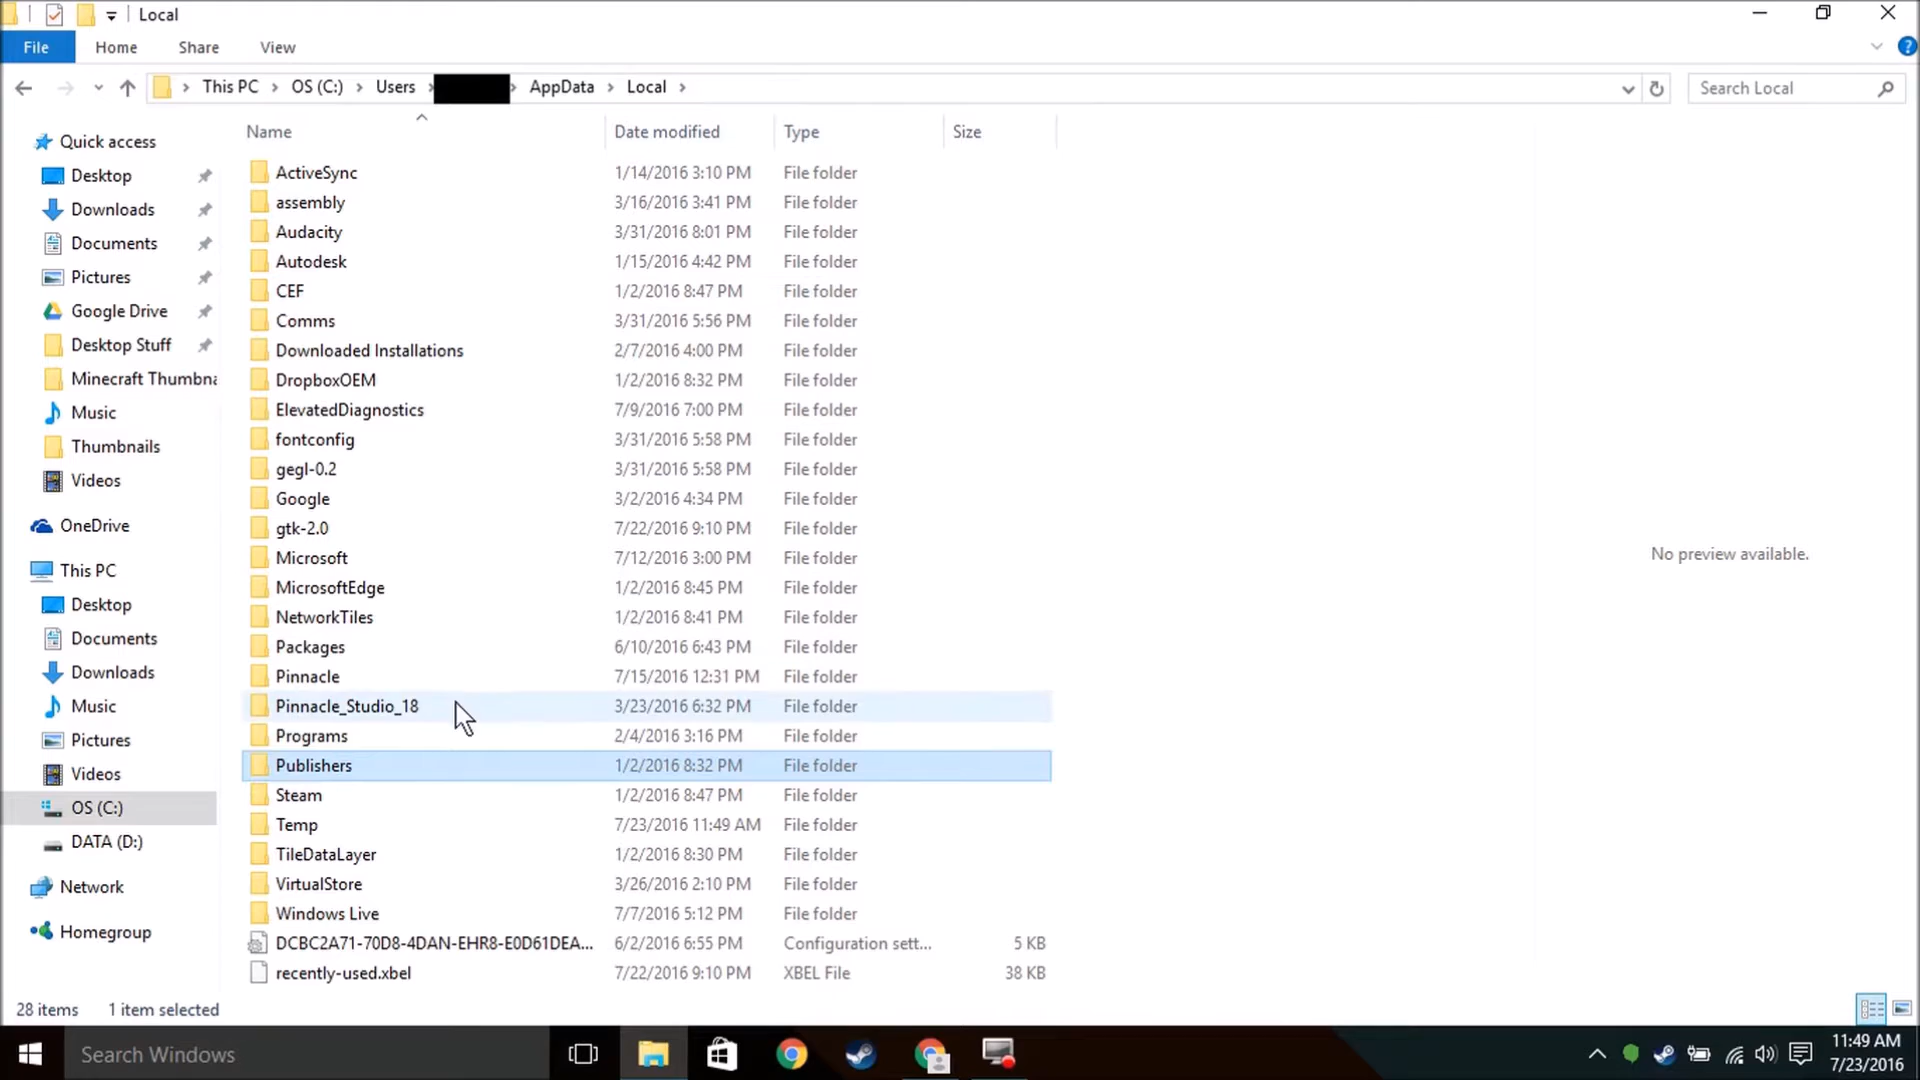 Local
File Home Share View
This PC OS (C:) Users AppData Local
Search Local
Name Date modified Type Size
Quick access
Desktop
Downloads
Documents
Pictures
Google Drive
Desktop Stuff
Minecraft Thumbna
Music
Thumbnails
Videos
OneDrive
This PC
Desktop
Documents
Downloads
Music
Pictures
Videos
OS (C:)
DATA (D:)
Network
Homegroup
ActiveSync 1/14/2016 3:10 PM File folder
assembly 3/16/2016 3:41 PM File folder
Audacity 3/31/2016 8:01 PM File folder
Autodesk 1/15/2016 4:42 PM File folder
CEF 1/2/2016 8:47 PM File folder
Comms 3/31/2016 5:56 PM File folder
Downloaded Installations 2/7/2016 4:00 PM File folder
DropboxOEM 1/2/2016 8:32 PM File folder
ElevatedDiagnostics 7/9/2016 7:00 PM File folder
fontconfig 3/31/2016 5:58 PM File folder
gegl-0.2 3/31/2016 5:58 PM File folder
Google 3/2/2016 4:34 PM File folder
gtk-2.0 7/22/2016 9:10 PM File folder
Microsoft 7/12/2016 3:00 PM File folder
MicrosoftEdge 1/2/2016 8:45 PM File folder
NetworkTiles 1/2/2016 8:41 PM File folder
Packages 6/10/2016 6:43 PM File folder
Pinnacle 7/15/2016 12:31 PM File folder
Pinnacle_Studio_18 3/23/2016 6:32 PM File folder
Programs 2/4/2016 3:16 PM File folder
Publishers 1/2/2016 8:32 PM File folder
Steam 1/2/2016 8:47 PM File folder
Temp 7/23/2016 11:49 AM File folder
TileDataLayer 1/2/2016 8:30 PM File folder
VirtualStore 3/26/2016 2:10 PM File folder
Windows Live 7/7/2016 5:12 PM File folder
DCBC2A71-70D8-4DAN-EHR8-E0D61DEA... 6/2/2016 6:55 PM Configuration sett... 5 KB
recently-used.xbel 7/22/2016 9:10 PM XBEL File 38 KB
No preview available.
28 items 1 item selected
Search Windows
11:49 AM
7/23/2016